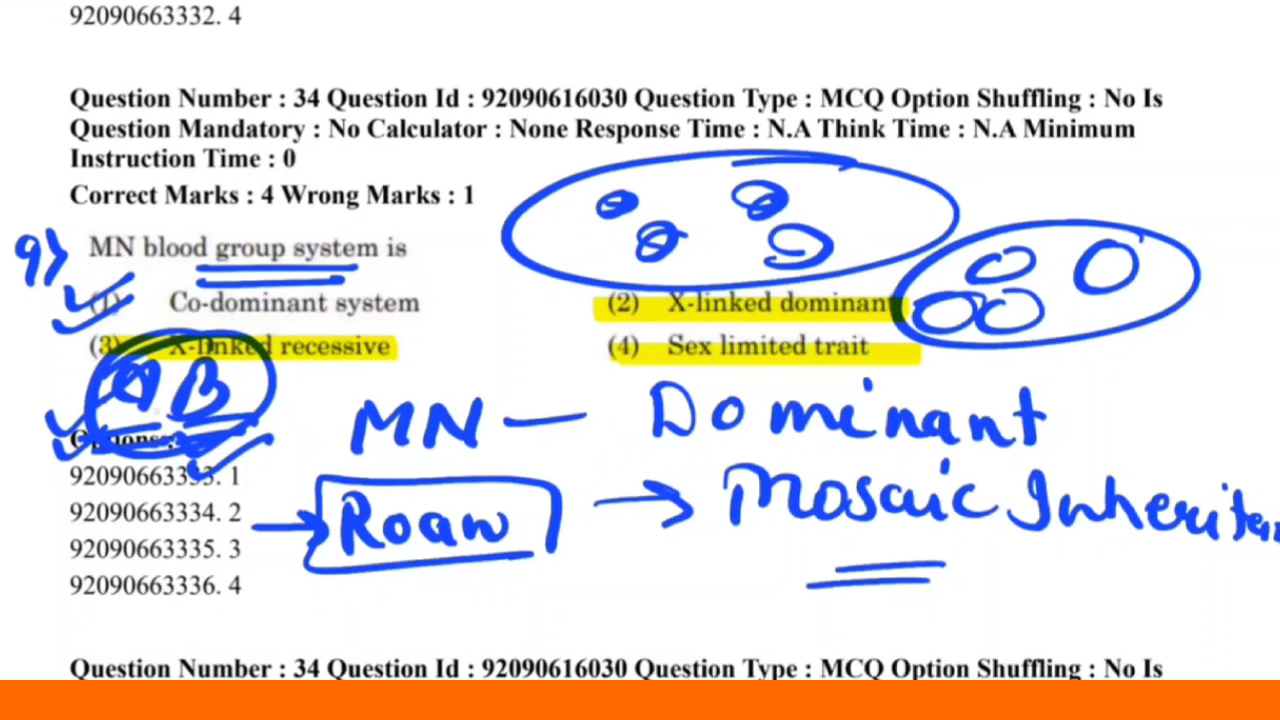 92090663332. 4
Question Number : 34 Question Id : 92090616030 Question Type : MCQ Option Shuffling : No Is
Question Mandatory : No Calculator : None Response Time : N.A Think Time : N.A Minimum
Instruction Time : 0
Correct Marks : 4 Wrong Marks : 1
MN blood group system is
(1) Co-dominant system (2) X-linked dominant
(3) X-linked recessive (4) Sex limited trait
A B
MN — Dominant
Options :
92090663333. 1
Roan → Mosaic Inheritan
92090663334. 2
92090663335. 3
92090663336. 4
Question Number : 34 Question Id : 92090616030 Question Type : MCQ Option Shuffling : No Is